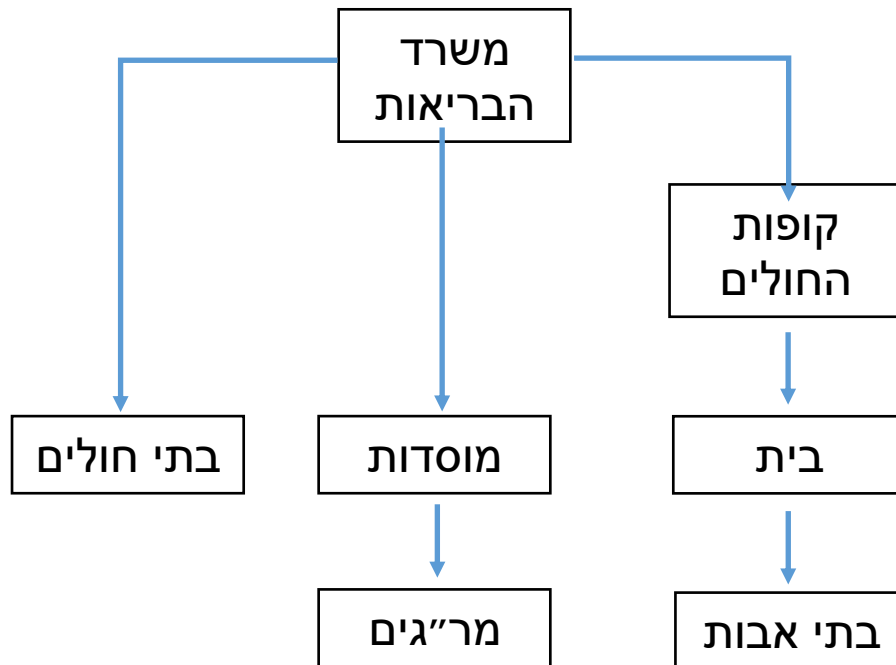 משרד
הבריאות
קופות
החולים
בית
מוסדות
בתי חולים
בתי אבות
מר״גים